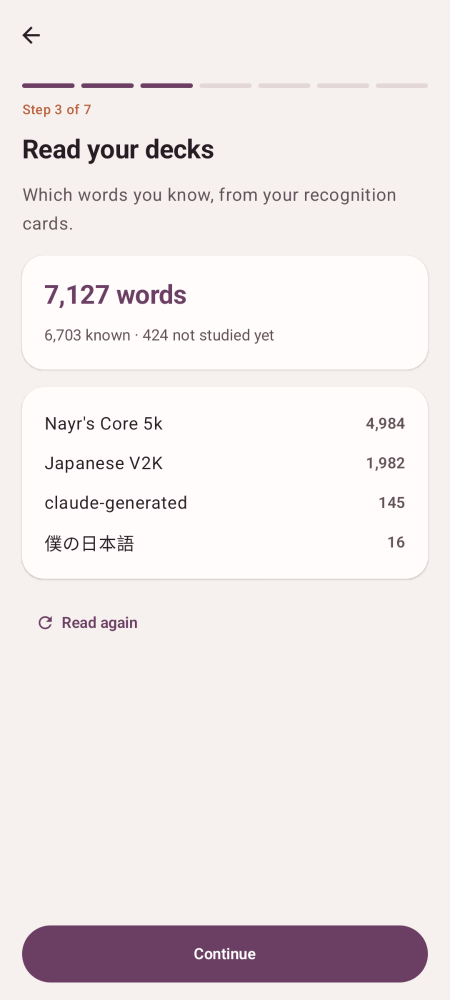 Step 3 of 7
Read your decks
Which words you know, from your recognition
cards.
7,127 words
6,703 known · 424 not studied yet
Nayr's Core 5k 4,984
Japanese V2K 1,982
claude-generated 145
僕の日本語 16
Read again
Continue